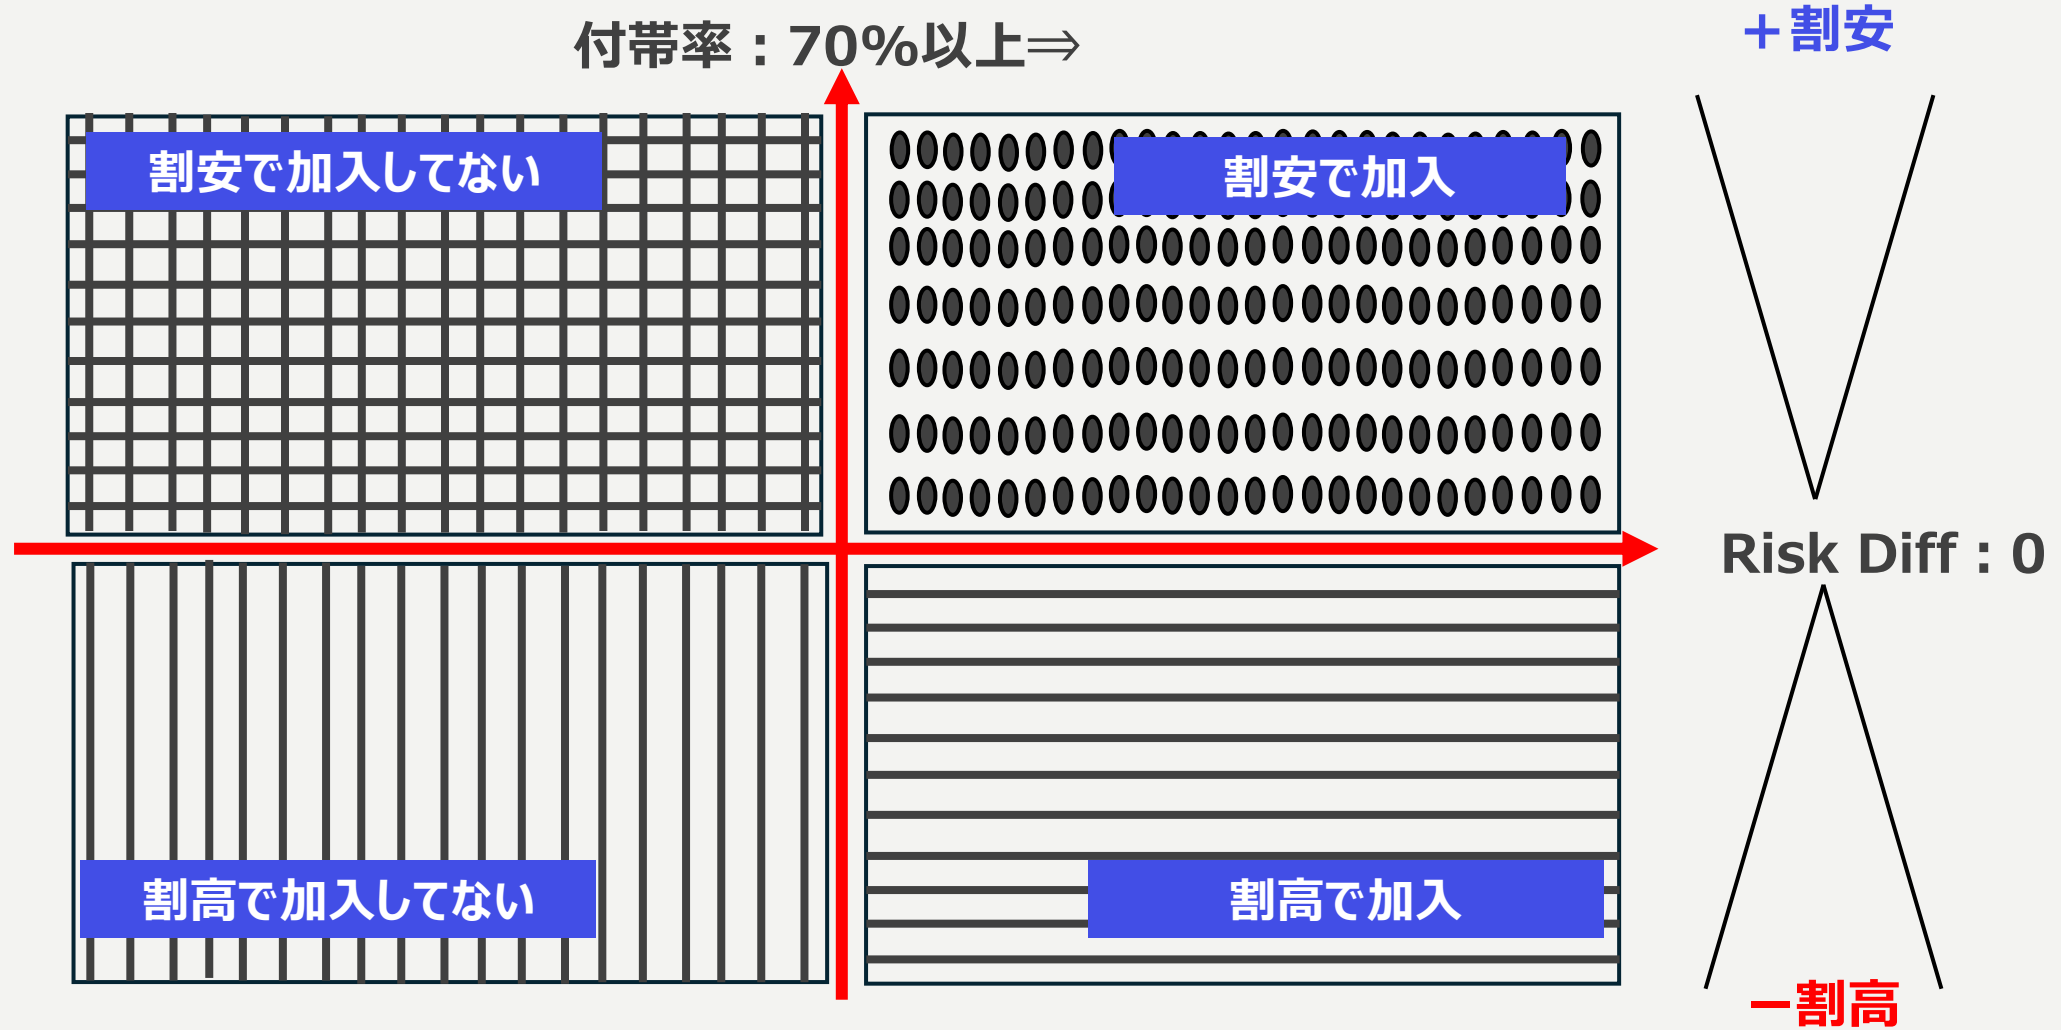 付帯率：70%以上⇒
＋割安
割安で加入してない
割安で加入
Risk Diff：0
割高で加入してない
割高で加入
－割高